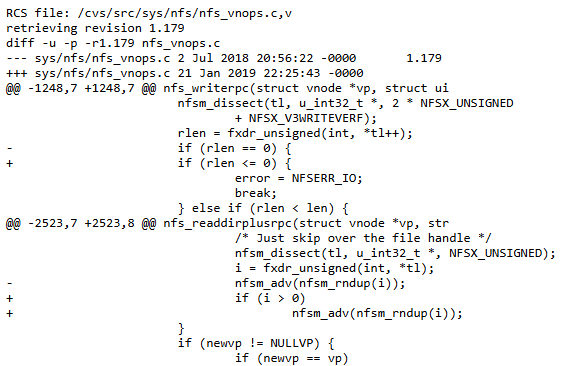 RCS file: /cvs/src/sys/nfs/nfs_vnops.c,v
retrieving revision 1.179
diff -u -p -r1.179 nfs_vnops.c
--- sys/nfs/nfs_vnops.c 2 Jul 2018 20:56:22 -0000      1.179
+++ sys/nfs/nfs_vnops.c 21 Jan 2019 22:25:43 -0000
@@ -1248,7 +1248,7 @@ nfs_writerpc(struct vnode *vp, struct ui
                        nfsm_dissect(tl, u_int32_t *, 2 * NFSX_UNSIGNED
                                + NFSX_V3WRITEVERF);
                        rlen = fxdr_unsigned(int, *tl++);
-                       if (rlen == 0) {
+                       if (rlen <= 0) {
                                error = NFSERR_IO;
                                break;
                        } else if (rlen < len) {
@@ -2523,7 +2523,8 @@ nfs_readdirplusrpc(struct vnode *vp, str
                                /* Just skip over the file handle */
                                nfsm_dissect(tl, u_int32_t *, NFSX_UNSIGNED);
                                i = fxdr_unsigned(int, *tl);
-                               nfsm_adv(nfsm_rndup(i));
+                               if (i > 0)
+                                       nfsm_adv(nfsm_rndup(i));
                        }
                        if (newvp != NULLVP) {
                                if (newvp == vp)